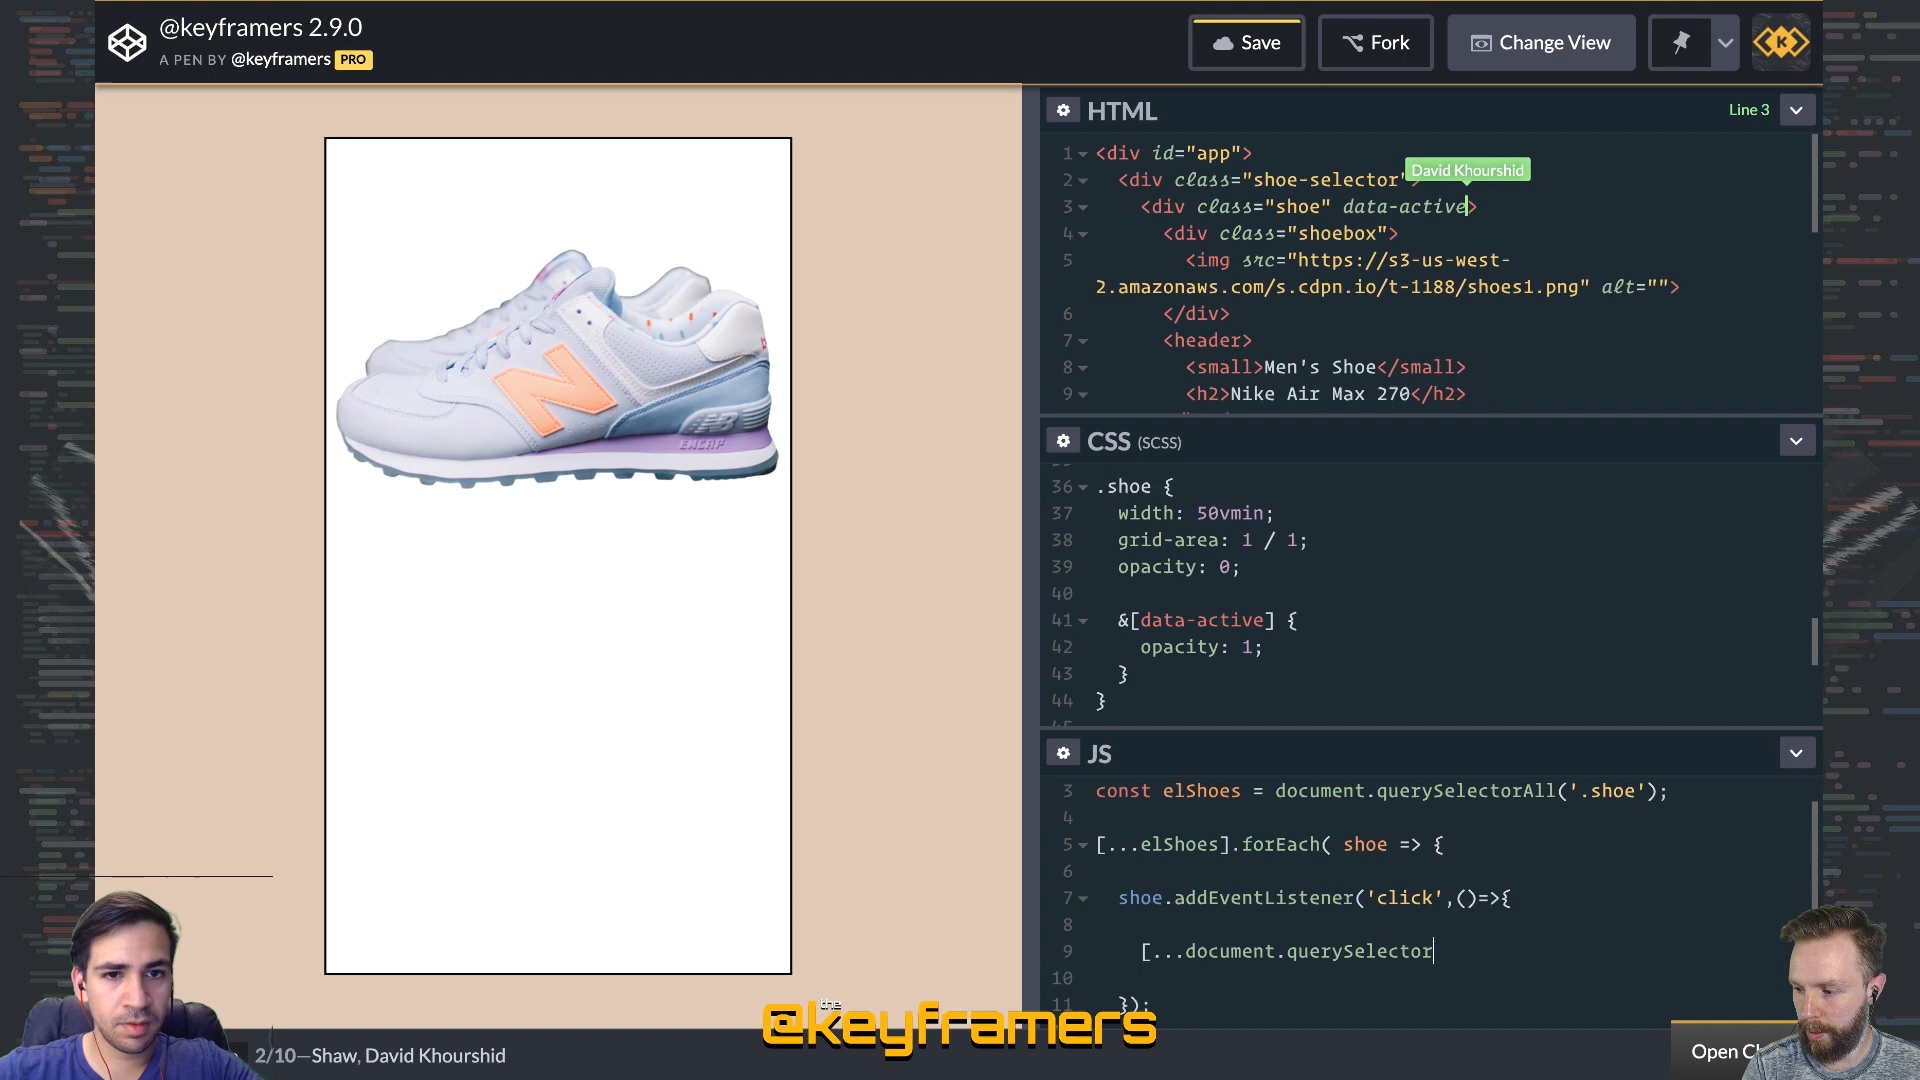 @keyframers 2.9.0
A PEN BY @keyframers PRO
Save
Fork
Change View
K
HTML
Line 3
David Khourshid
1 <div id="app">
2 <div class="shoe-selector">
3 <div class="shoe" data-active>
4 <div class="shoebox">
5 <img src="https://s3-us-west-
2.amazonaws.com/s.cdpn.io/t-1188/shoes1.png" alt="">
6 </div>
7 <header>
8 <small>Men's Shoe</small>
9 <h2>Nike Air Max 270</h2>
CSS (SCSS)
36 .shoe {
37 width: 50vmin;
38 grid-area: 1 / 1;
39 opacity: 0;
40
41 &[data-active] {
42 opacity: 1;
43 }
44 }
JS
3 const elShoes = document.querySelectorAll('.shoe');
4
5 [...elShoes].forEach( shoe => {
6
7 shoe.addEventListener('click',()=>{
8
9 [...document.querySelector
10
11 });
N
NB
ENCAP
the
@keyframers
2/10—Shaw, David Khourshid
Open